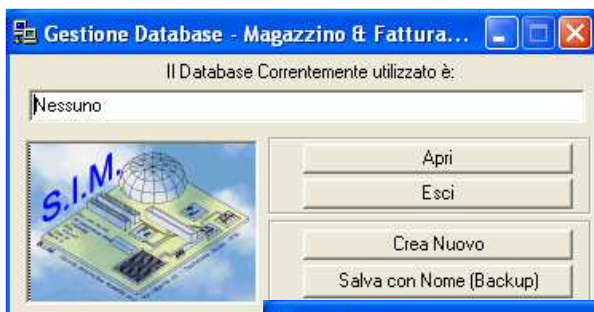 Gestione Database - Magazzino & Fattura...
Il Database Correntemente utilizzato è:
Nessuno
S.I.M.
Apri
Esci
Crea Nuovo
Salva con Nome (Backup)